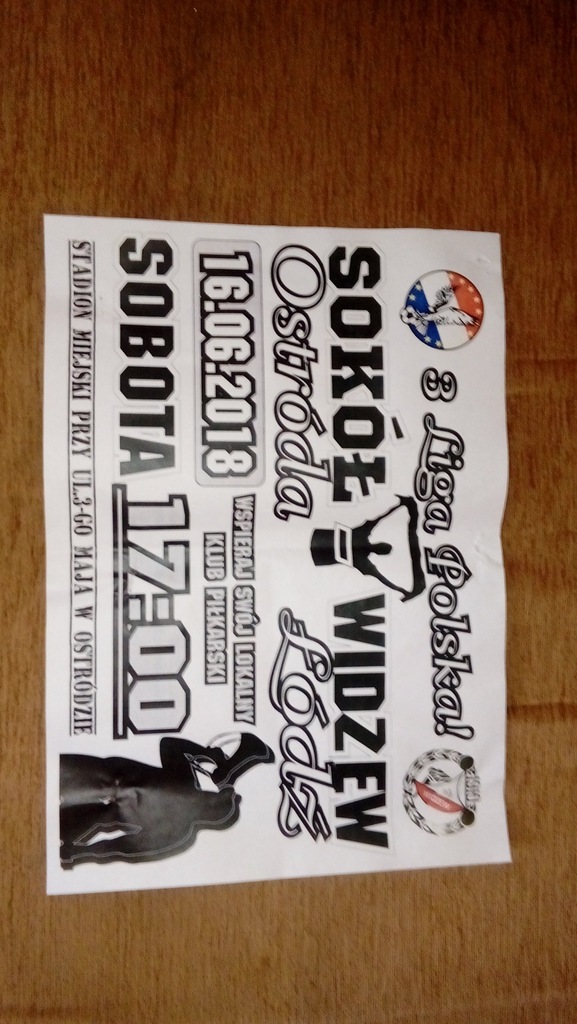 3 Liga Polska!
SOKÓŁ WIDZEW
Ostróda Łódź
16.06.2018
WSPIERAJ SWÓJ LOKALNY
KLUB PIŁKARSKI
SOBOTA 17:00
STADION MIEJSKI PRZY UL.3-GO MAJA W OSTRÓDZIE